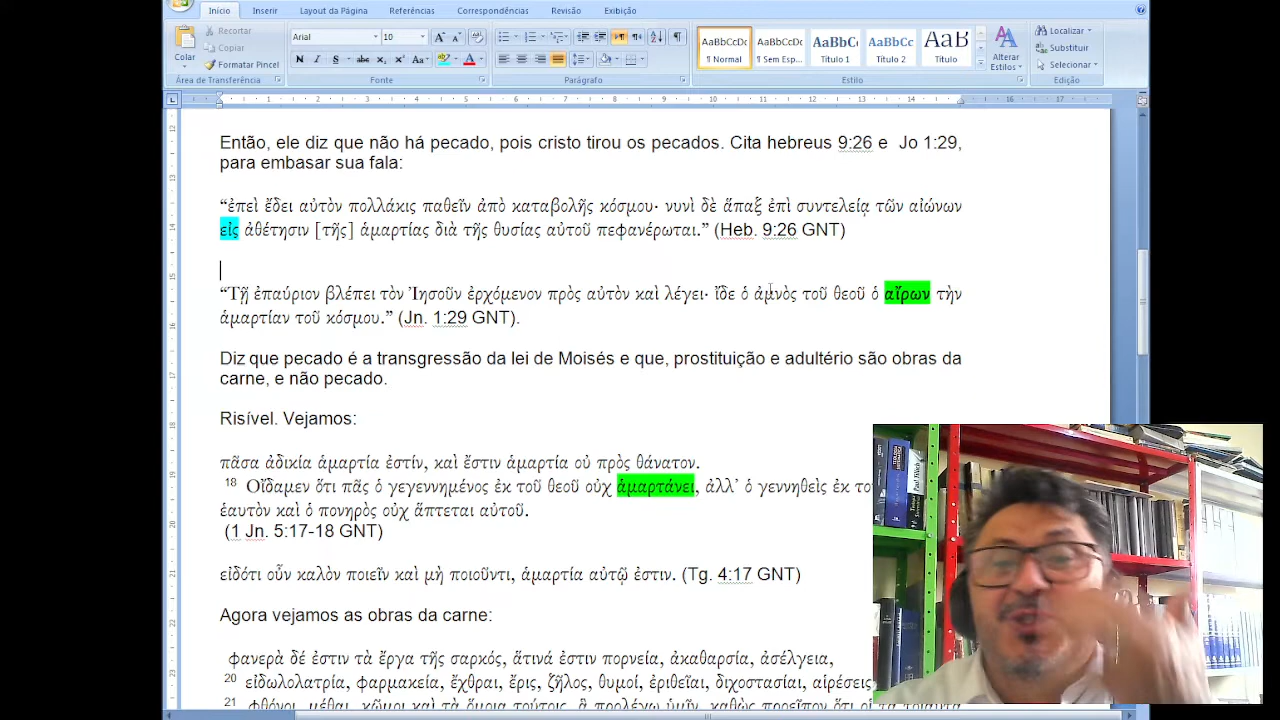 Início Inserir Layout da Página Referências Correspondências Revisão Exibição
Colar Recortar Copiar Formatar Pincel
Arial 10
AaBbCcDc AaBbCcDc AaBbC AaBbCc AaB
¶ Normal ¶ Sem Esp... Título 1 Título 2 Título
Alterar Estilos
Localizar Substituir Selecionar
Área de Transferência Fonte Parágrafo Estilo Edição
Então, ele diz que não há pecado, pois cristo tirou os pecados. Cita hebreus 9:26 e Jo 1:29,
para embasar sua fala:
“ἐπεὶ ἔδει αὐτὸν πολλάκις παθεῖν ἀπὸ καταβολῆς κόσμου· νυνὶ δὲ ἅπαξ ἐπὶ συντελείᾳ τῶν αἰώνων
εἰς ἀθέτησιν [τῆς] ἁμαρτίας διὰ τῆς θυσίας αὐτοῦ πεφανέρωται.” (Heb. 9:26 GNT)
“Τῇ ἐπαύριον βλέπει τὸν Ἰησοῦν ἐρχόμενον πρὸς αὐτὸν καὶ λέγει· ἴδε ὁ ἀμνὸς τοῦ θεοῦ ὁ αἴρων τὴν
ἁμαρτίαν τοῦ κόσμου.” (Jn. 1:29 GNT).
Diz que pecado é a transgressão da lei de Moisés e que, prostituição e adultério são obras da
carne, e não pecado.
Risível. Vejamos:
πᾶσα ἀδικία ἁμαρτία ἐστίν, καὶ ἔστιν ἁμαρτία οὐ πρὸς θάνατον.
18 Οἴδαμεν ὅτι πᾶς ὁ γεγεννημένος ἐκ τοῦ θεοῦ οὐχ ἁμαρτάνει, ἀλλ’ ὁ γεννηθεὶς ἐκ το
ἑαυτὸν καὶ ὁ πονηρὸς οὐχ ἅπτεται αὐτοῦ.
(1 Jn. 5:17-18 GNT)
εἰδότι οὖν καλὸν ποιεῖν καὶ μὴ ποιοῦντι, ἁμαρτία αὐτῷ ἐστιν. (Tg. 4:17 GNT)
Agora vejamos as obras da carne:
φανερὰ δέ ἐστιν τὰ ἔργα τῆς σαρκός, ἅτινά ἐστιν πορνεία, ἀκαθαρσία, ἀσέλγεια,
20 εἰδωλολατρία, φαρμακεία, ἔχθραι, ἔρις, ζῆλος, θυμοί, ἐριθεῖαι, διχοστασίαι, αἱρέσε
21